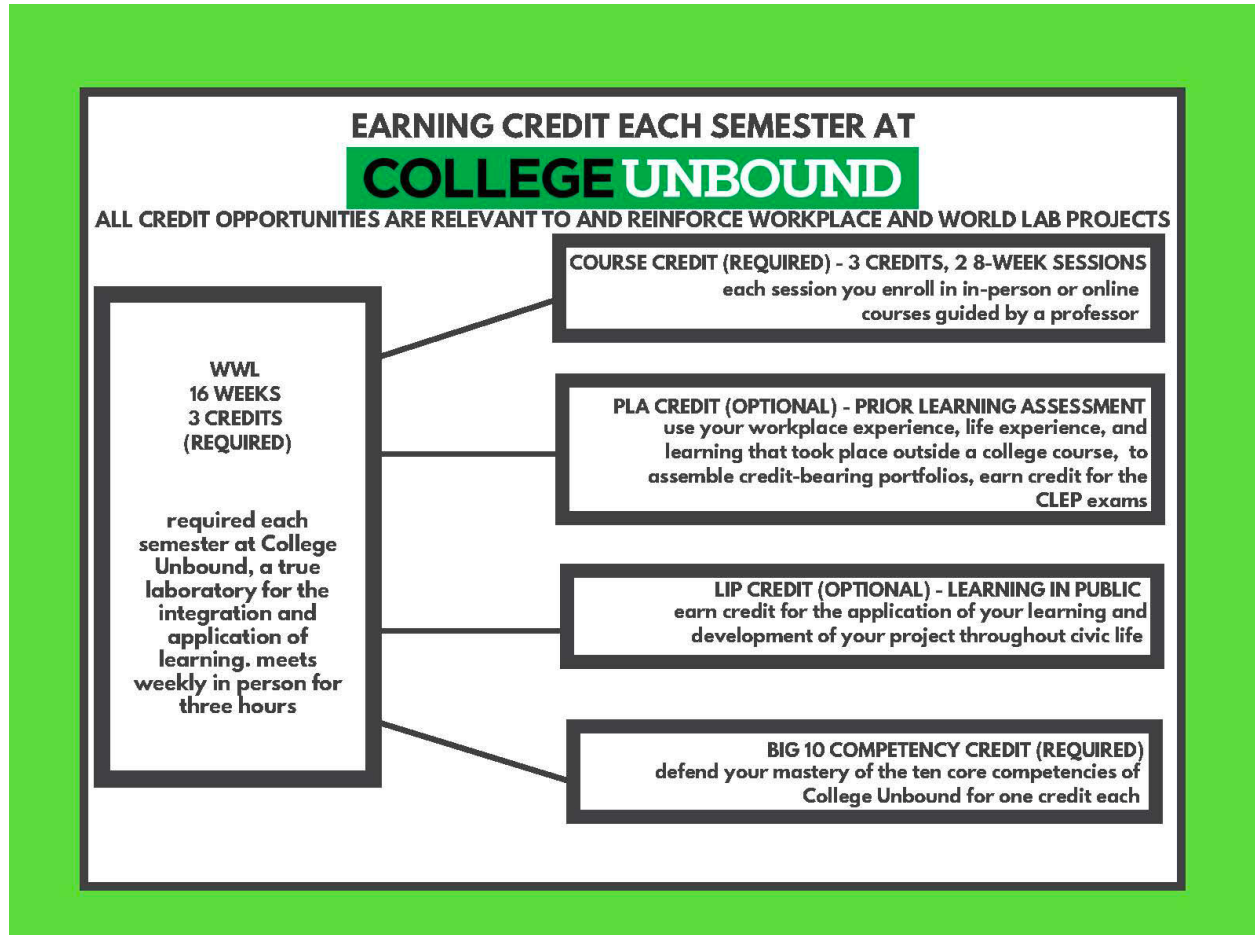 EARNING CREDIT EACH SEMESTER AT
COLLEGE UNBOUND
ALL CREDIT OPPORTUNITIES ARE RELEVANT TO AND REINFORCE WORKPLACE AND WORLD LAB PROJECTS
WWL
16 WEEKS
3 CREDITS
(REQUIRED)
required each
semester at College
Unbound, a true
laboratory for the
integration and
application of
learning. meets
weekly in person for
three hours
COURSE CREDIT (REQUIRED) - 3 CREDITS, 2 8-WEEK SESSIONS
each session you enroll in in-person or online
courses guided by a professor
PLA CREDIT (OPTIONAL) - PRIOR LEARNING ASSESSMENT
use your workplace experience, life experience, and
learning that took place outside a college course, to
assemble credit-bearing portfolios, earn credit for the
CLEP exams
LIP CREDIT (OPTIONAL) - LEARNING IN PUBLIC
earn credit for the application of your learning and
development of your project throughout civic life
BIG 10 COMPETENCY CREDIT (REQUIRED)
defend your mastery of the ten core competencies of
College Unbound for one credit each